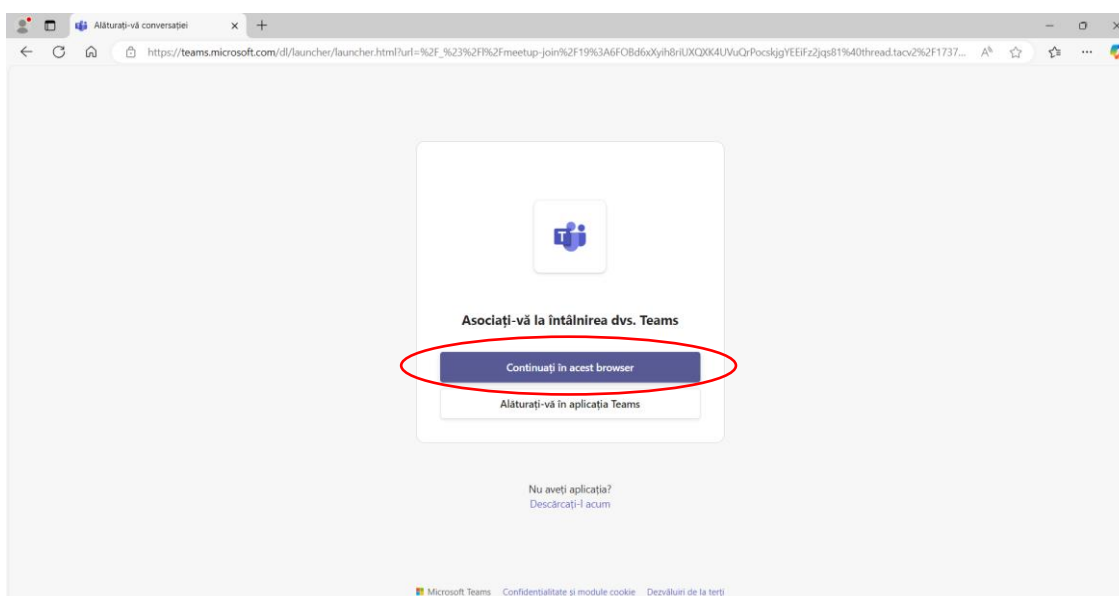 Alăturați-vă conversației
https://teams.microsoft.com/dl/launcher/launcher.html?url=%2F_%23%2Fl%2Fmeetup-join%2F19%3A6FOBd6xXyih8riUXQXK4UVuQrPocskjgYEEiFz2jqs81%40thread.tacv2%2F1737...
Asociați-vă la întâlnirea dvs. Teams
Continuați în acest browser
Alăturați-vă în aplicația Teams
Nu aveți aplicația?
Descărcați-l acum
Microsoft Teams Confidențialitate și module cookie Dezvăluiri de la terți